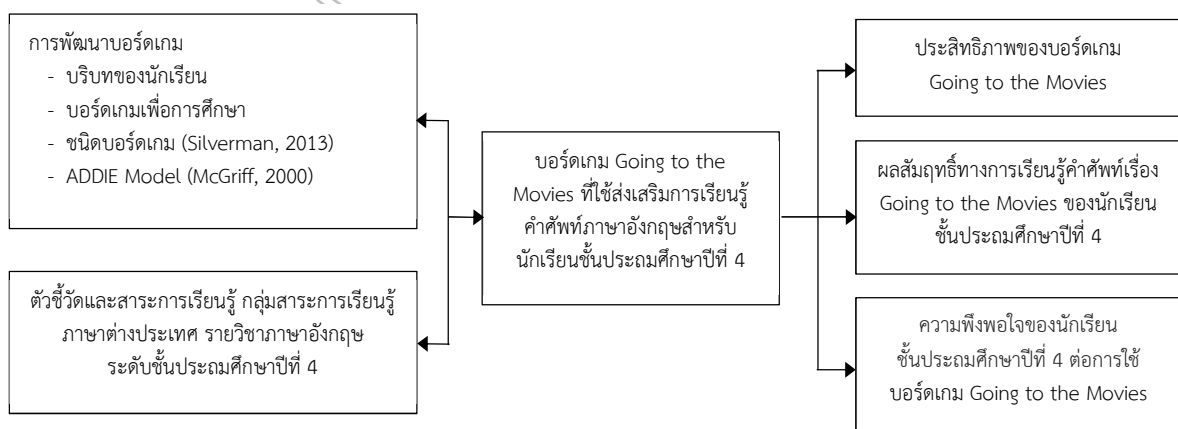 การพัฒนาบอร์ดเกม
- บริบทของนักเรียน
- บอร์ดเกมเพื่อการศึกษา
- ชนิดบอร์ดเกม (Silverman, 2013)
- ADDIE Model (McGriff, 2000)
ตัวชี้วัดและสาระการเรียนรู้ กลุ่มสาระการเรียนรู้
ภาษาต่างประเทศ รายวิชาภาษาอังกฤษ
ระดับชั้นประถมศึกษาปีที่ 4
บอร์ดเกม Going to the
Movies ที่ใช้ส่งเสริมการเรียนรู้
คำศัพท์ภาษาอังกฤษสำหรับ
นักเรียนชั้นประถมศึกษาปีที่ 4
ประสิทธิภาพของบอร์ดเกม
Going to the Movies
ผลสัมฤทธิ์ทางการเรียนรู้คำศัพท์เรื่อง
Going to the Movies ของนักเรียน
ชั้นประถมศึกษาปีที่ 4
ความพึงพอใจของนักเรียน
ชั้นประถมศึกษาปีที่ 4 ต่อการใช้
บอร์ดเกม Going to the Movies